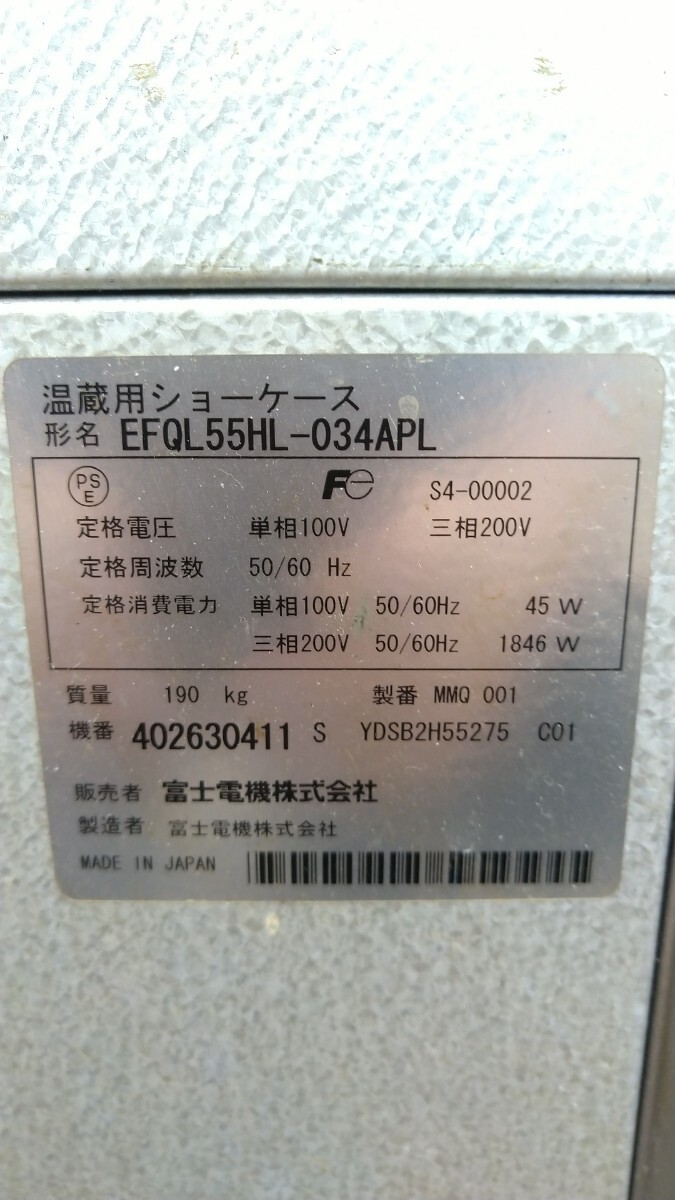 温蔵用ショーケース
形名 EFQL55HL-034APL
PSE Fe S4-00002
定格電圧 単相100V 三相200V
定格周波数 50/60 Hz
定格消費電力 単相100V 50/60Hz 45 W
三相200V 50/60Hz 1846 W
質量 190 kg 製番 MMQ 001
機番 402630411 S YDSB2H55275 C01
販売者 富士電機株式会社
製造者 富士電機株式会社
MADE IN JAPAN